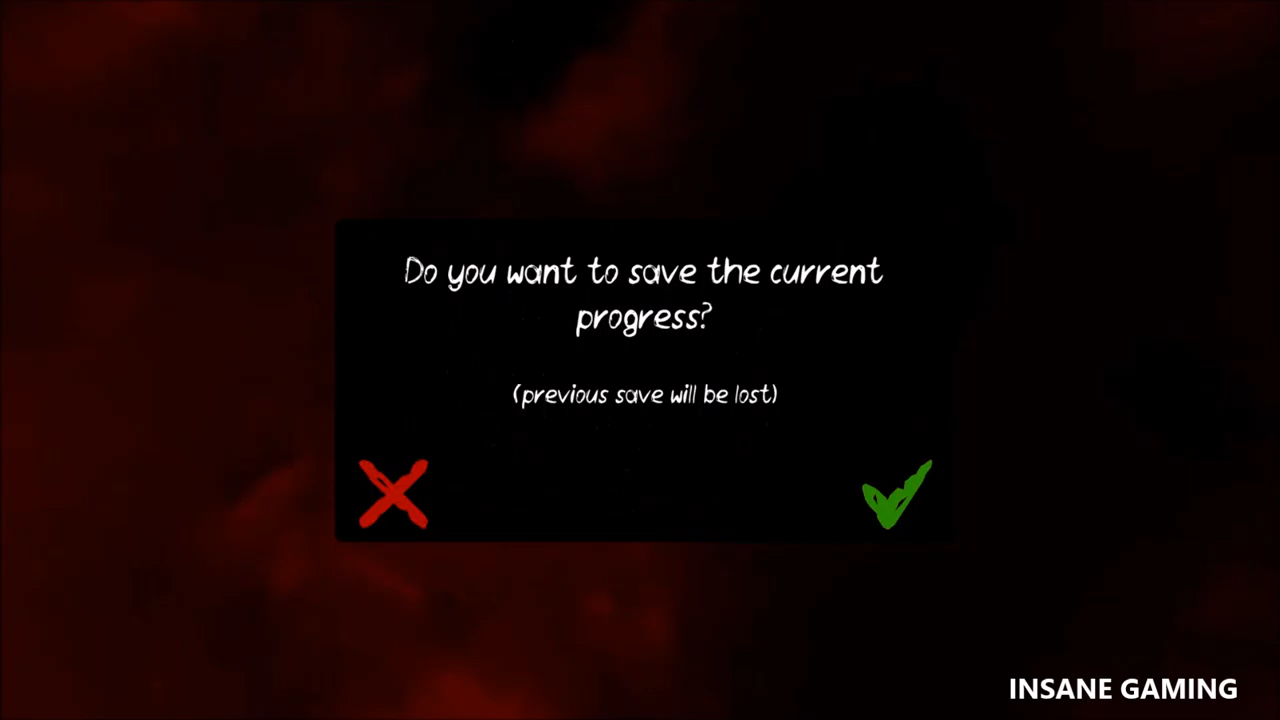 Do you want to save the current
progress?
(previous save will be lost)
INSANE GAMING